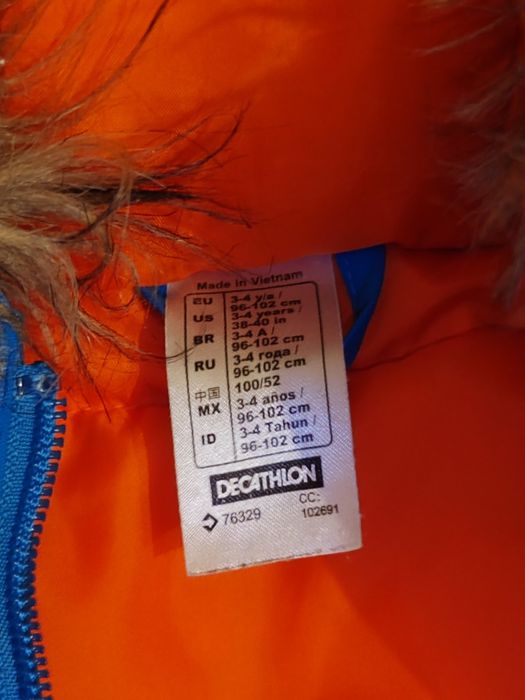 Made in Vietnam
EU 3-4 y/a / 96-102 cm
US 3-4 years / 38-40 in
BR 3-4 A / 96-102 cm
RU 3-4 года / 96-102 cm
中国 100/52
MX 3-4 años / 96-102 cm
ID 3-4 Tahun / 96-102 cm
DECATHLON
76329 CC: 102691